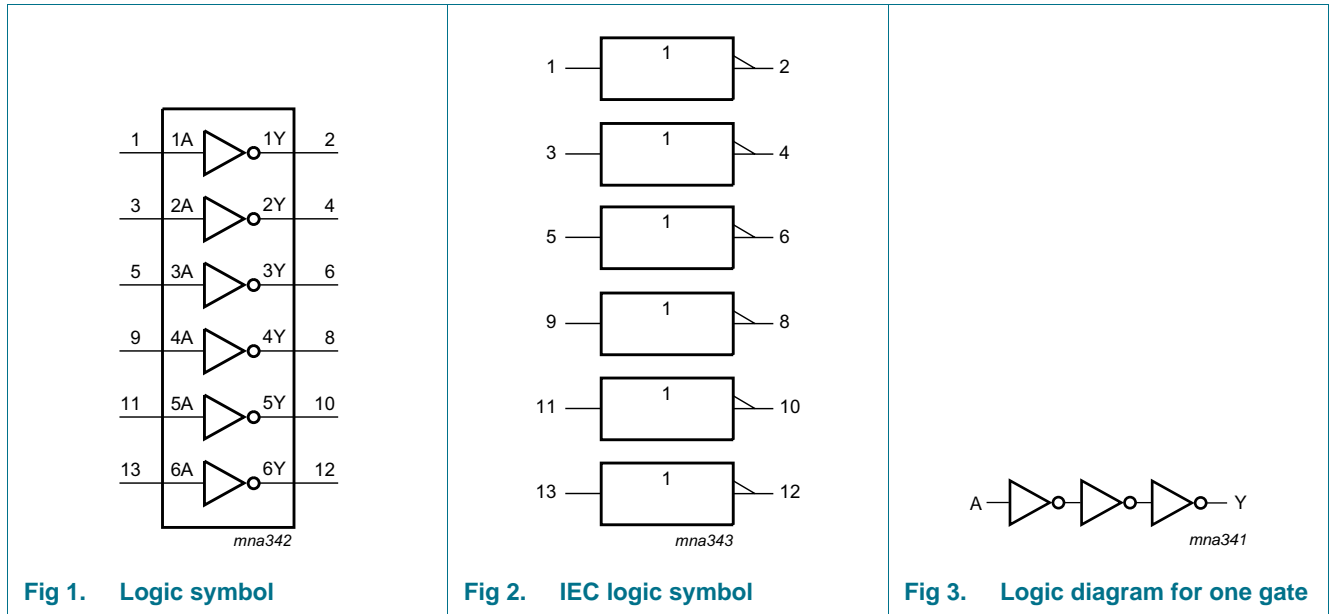 1 1A 1Y 2
3 2A 2Y 4
5 3A 3Y 6
9 4A 4Y 8
11 5A 5Y 10
13 6A 6Y 12
mna342
Fig 1. Logic symbol
1 1 2
3 1 4
5 1 6
9 1 8
11 1 10
13 1 12
mna343
Fig 2. IEC logic symbol
A Y
mna341
Fig 3. Logic diagram for one gate